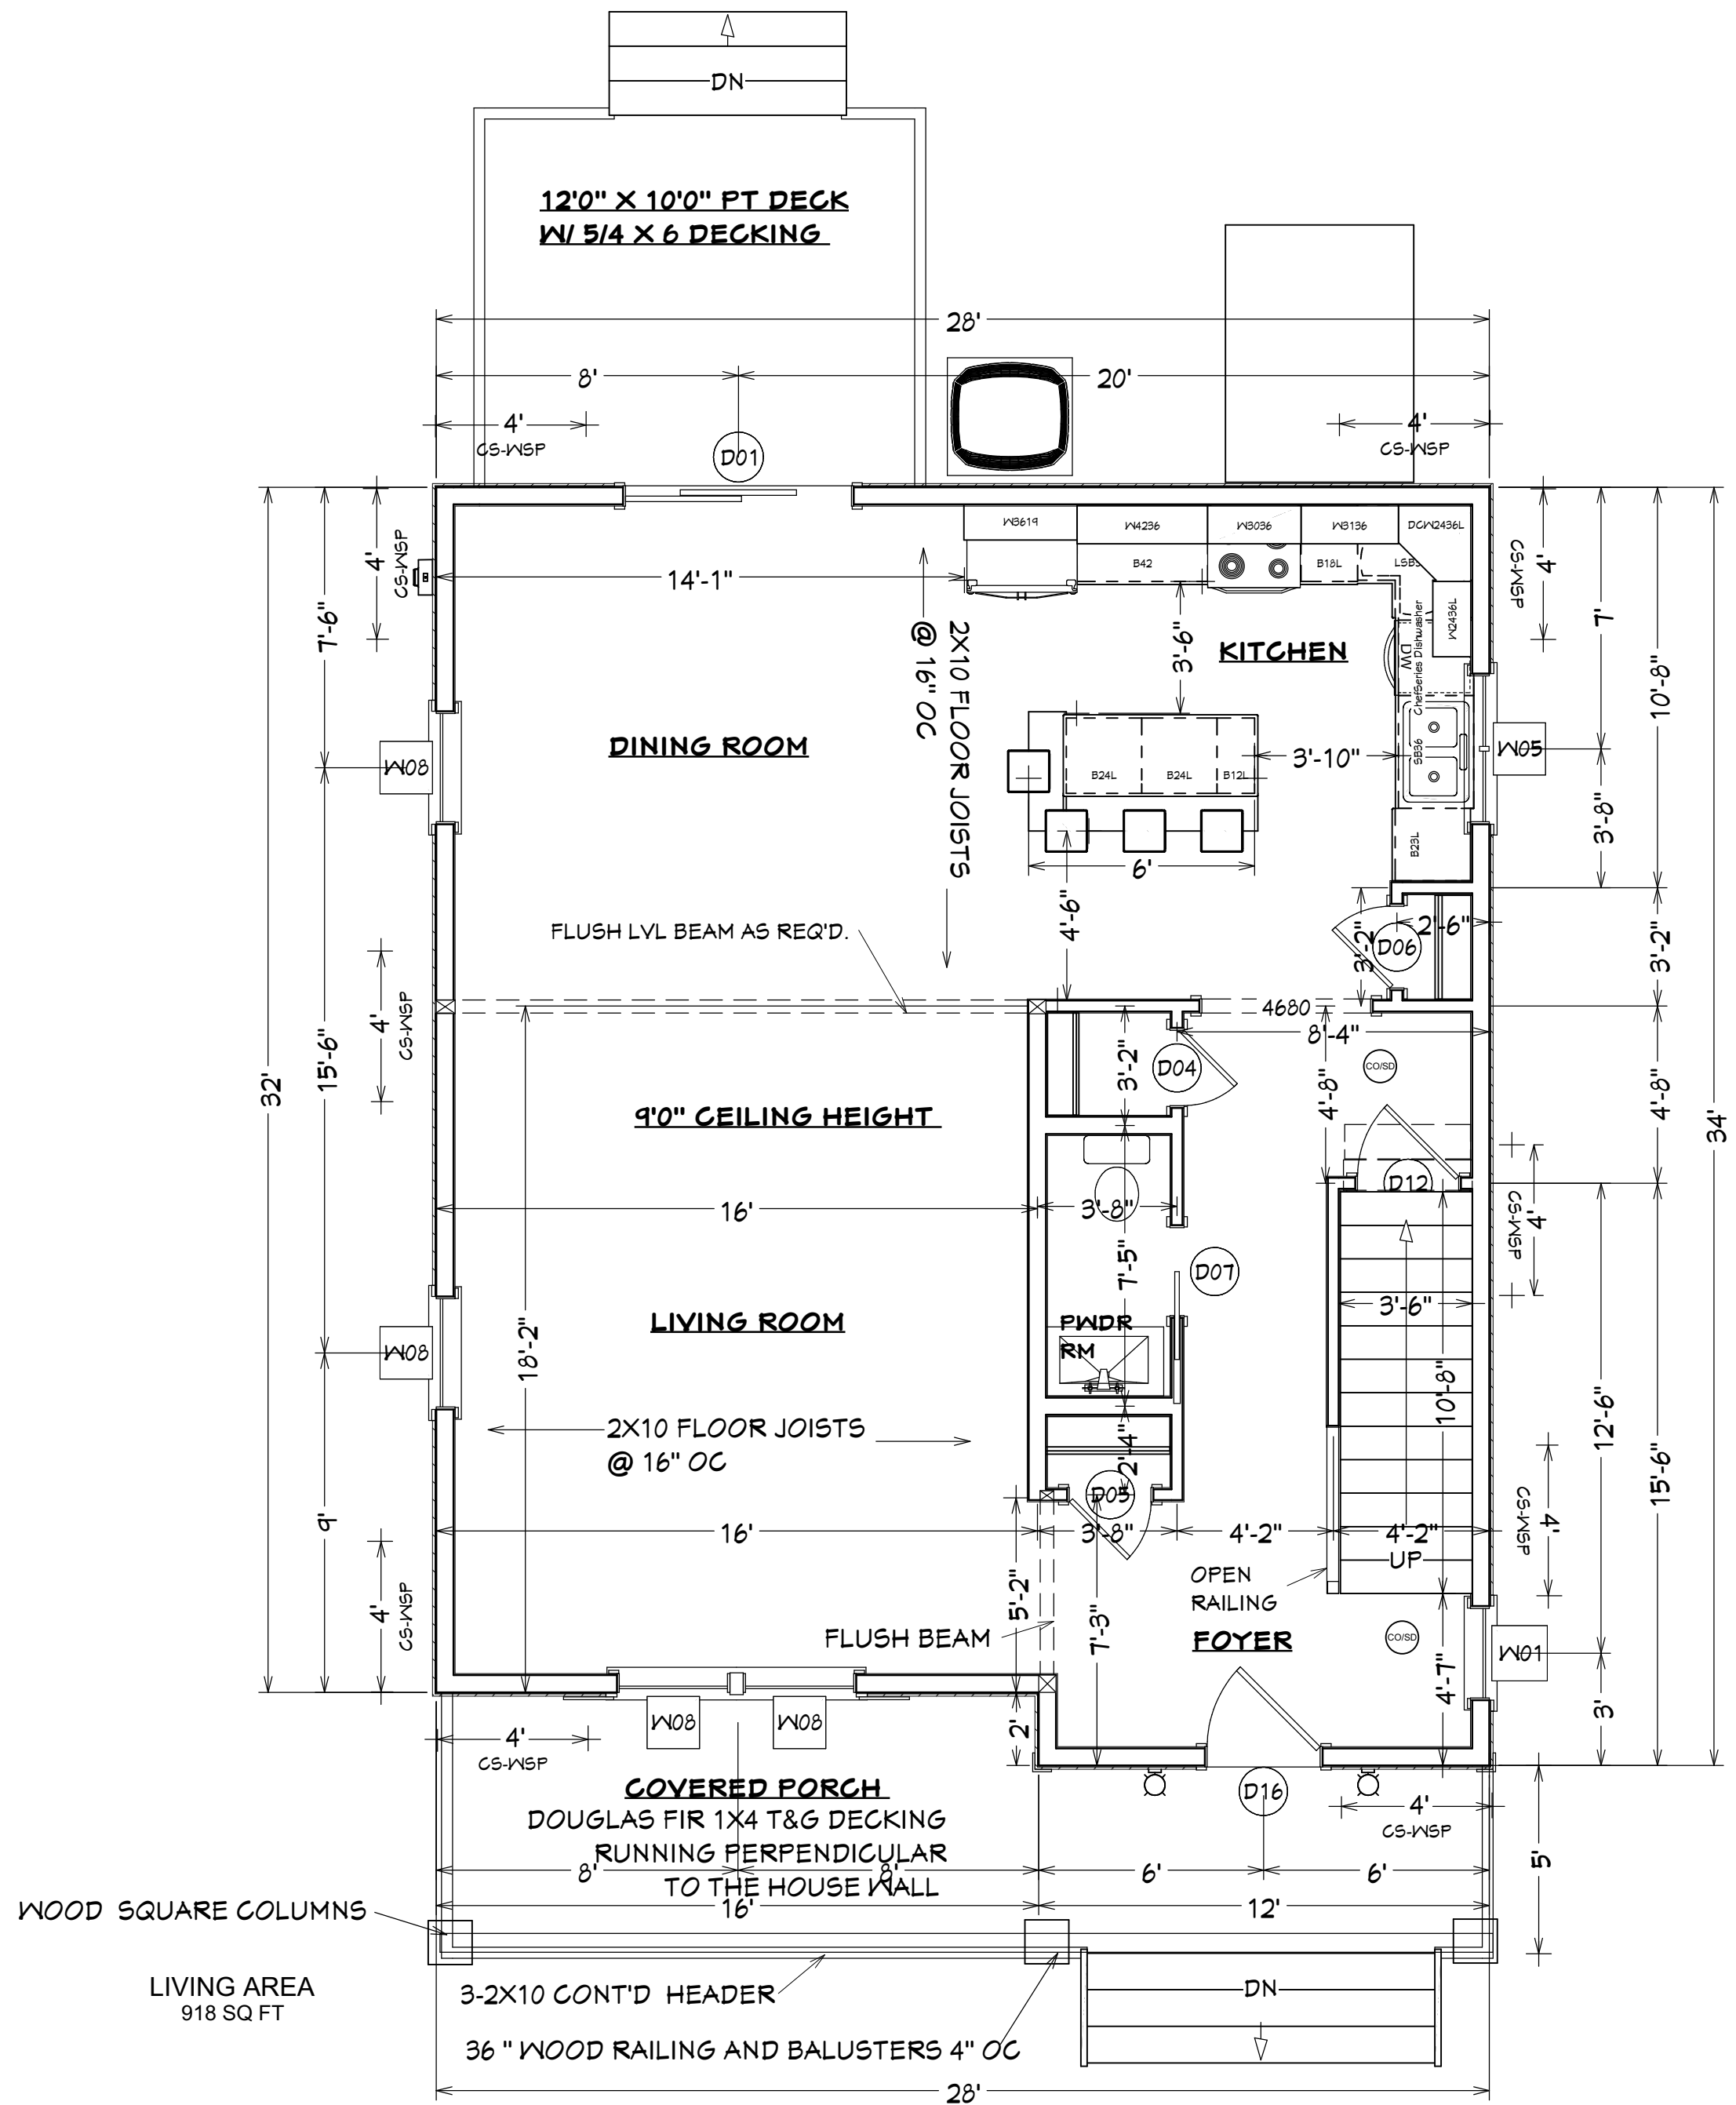 DN
12'0" X 10'0" PT DECK
W/ 5/4 X 6 DECKING
28'
8'
20'
4'
CS-WSP
4'
CS-WSP
D01
W3619
W4236
W3036
W3136
DCW2436L
B42
B18L
4'
CS-WSP
14'-1"
7'-6"
2X10 FLOOR JOISTS
@ 16" OC
3'-6"
KITCHEN
W2436L
DW
ChefSeries Dishwasher
SB36
CS-WSP
4'
7'
10'-8"
DINING ROOM
W08
B24L
B24L
B12L
3'-10"
W05
6'
B23L
3'-8"
4'-6"
FLUSH LVL BEAM AS REQ'D.
2'-6"
D06
3'-2"
3'-2"
4680
8'-4"
4'
CS-WSP
15'-6"
32'
3'-2"
D04
CO/SD
4'-8"
4'-8"
34'
9'0" CEILING HEIGHT
D12
16'
3'-8"
CS-WSP
4'
7'-5"
D07
3'-6"
LIVING ROOM
PWDR
RM
W08
18'-2"
10'-8"
12'-6"
2X10 FLOOR JOISTS
@ 16" OC
2'-4"
D05
15'-6"
9'
16'
3'-8"
4'-2"
4'-2"
UP
CS-WSP
4'
OPEN
RAILING
4'
CS-WSP
5'-2"
7'-3"
FLUSH BEAM
FOYER
CO/SD
W01
4'-7"
3'
W08
W08
2'
4'
CS-WSP
COVERED PORCH
DOUGLAS FIR 1X4 T&G DECKING
RUNNING PERPENDICULAR
TO THE HOUSE WALL
D16
4'
CS-WSP
5'
8'
8'
6'
6'
16'
12'
WOOD SQUARE COLUMNS
LIVING AREA
918 SQ FT
3-2X10 CONT'D HEADER
DN
36 " WOOD RAILING AND BALUSTERS 4" OC
28'